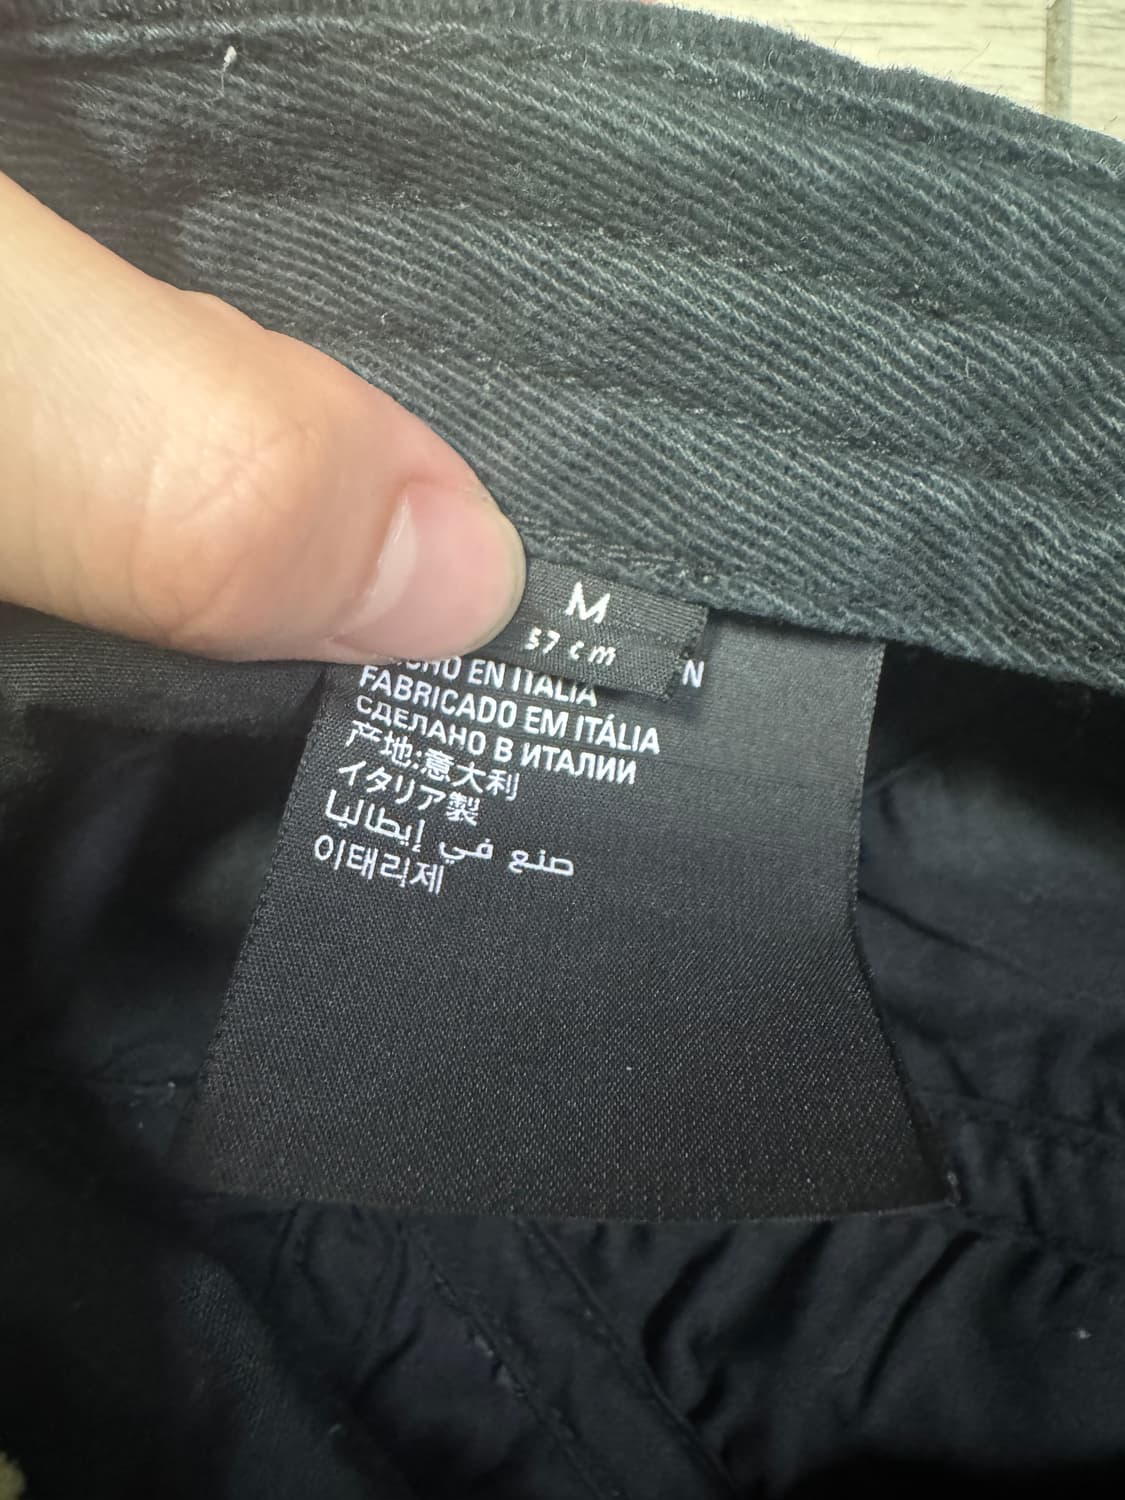 M
57 cm
N
EN ITALIA
FABRICADO EM ITÁLIA
СДЕЛАНО В ИТАЛИИ
产地:意大利
イタリア製
صنع في إيطاليا
이태리제